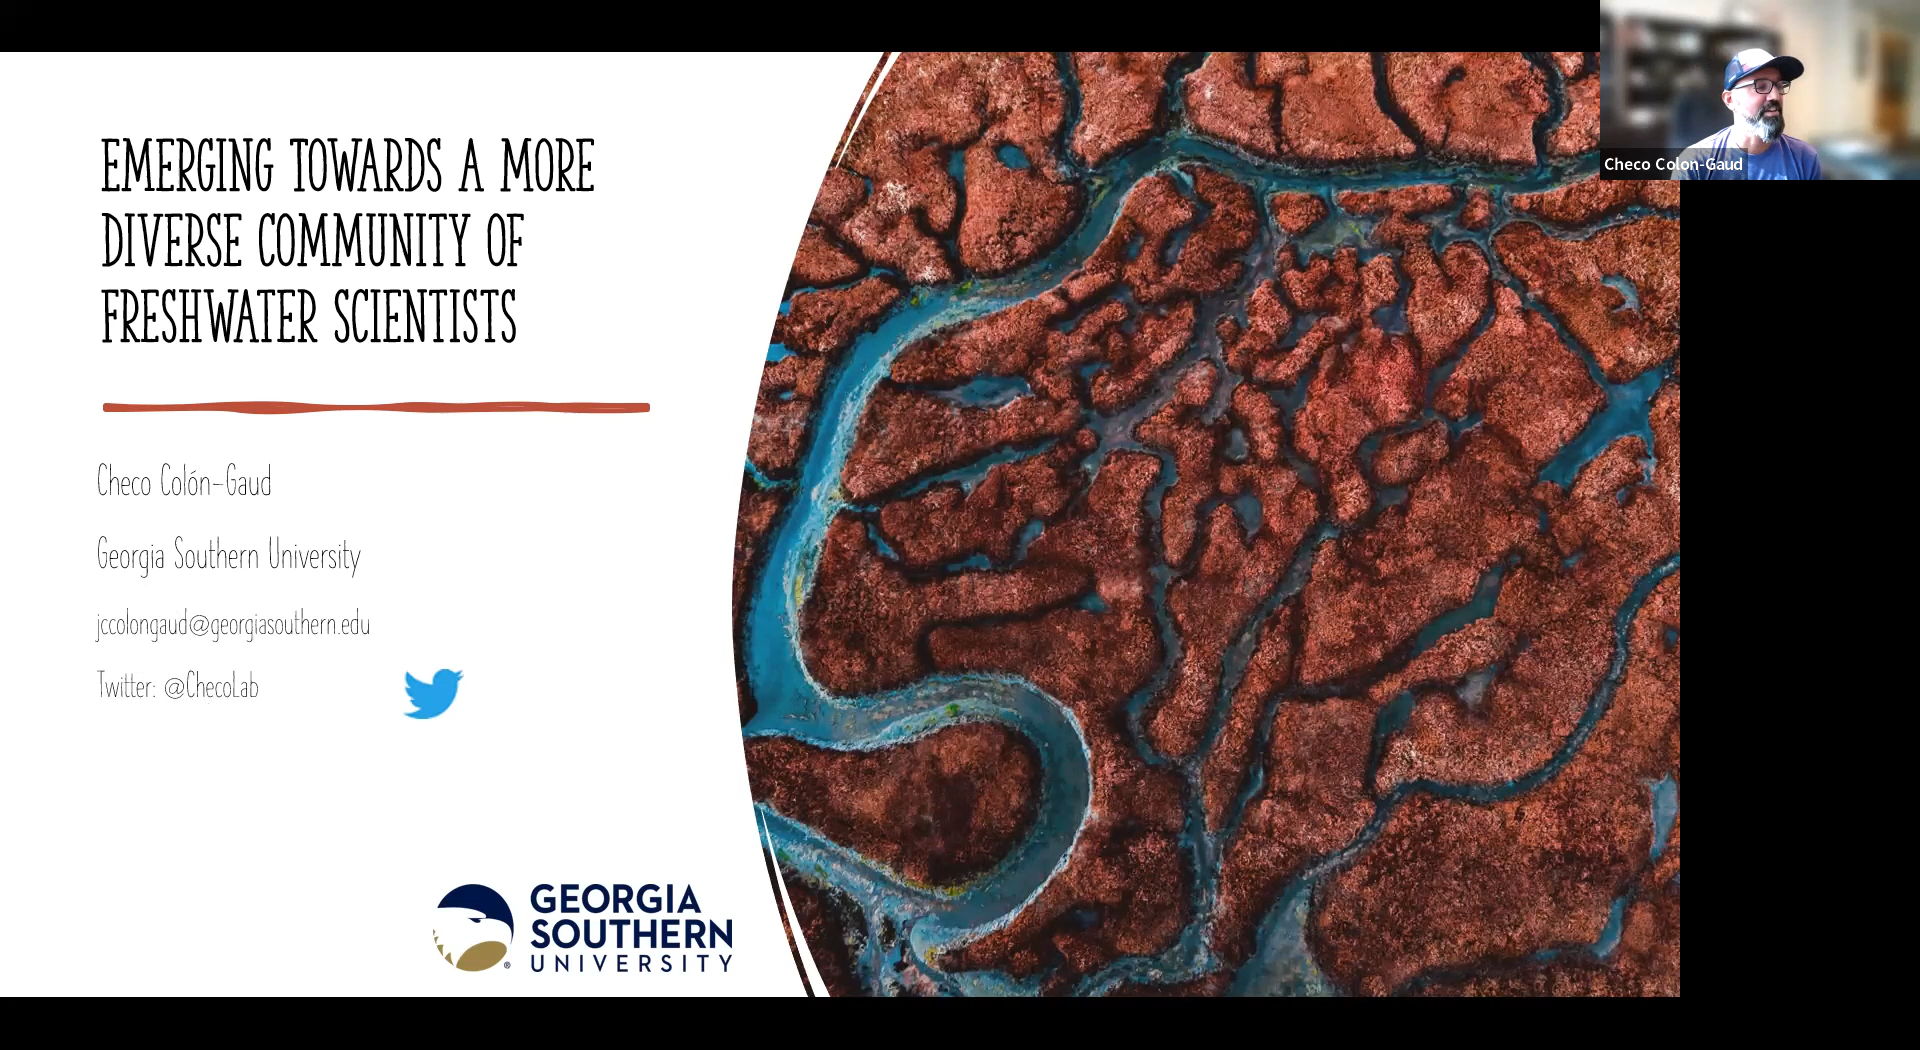 EMERGING TOWARDS A MORE
DIVERSE COMMUNITY OF
FRESHWATER SCIENTISTS
Checo Colón-Gaud
Georgia Southern University
jccolongaud@georgiasouthern.edu
Twitter: @ChecoLab
GEORGIA
SOUTHERN
UNIVERSITY
®
Checo Colon-Gaud